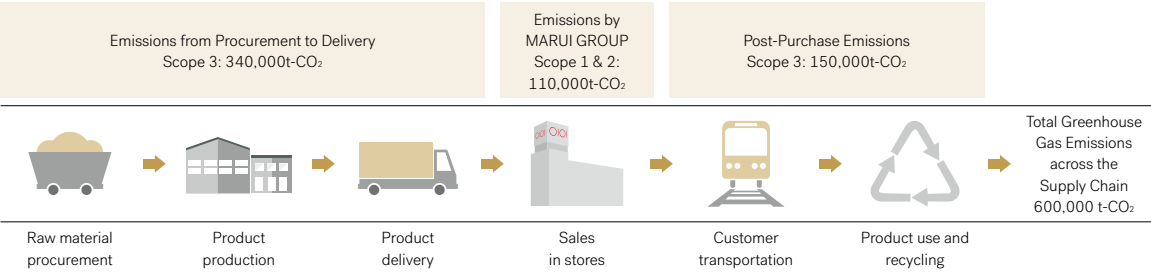 Emissions from Procurement to Delivery
Scope 3: 340,000t-CO₂
Emissions by
MARUI GROUP
Scope 1 & 2:
110,000t-CO₂
Post-Purchase Emissions
Scope 3: 150,000t-CO₂
OIOI OIOI
Total Greenhouse
Gas Emissions
across the
Supply Chain
600,000 t-CO₂
Raw material
procurement
Product
production
Product
delivery
Sales
in stores
Customer
transportation
Product use and
recycling